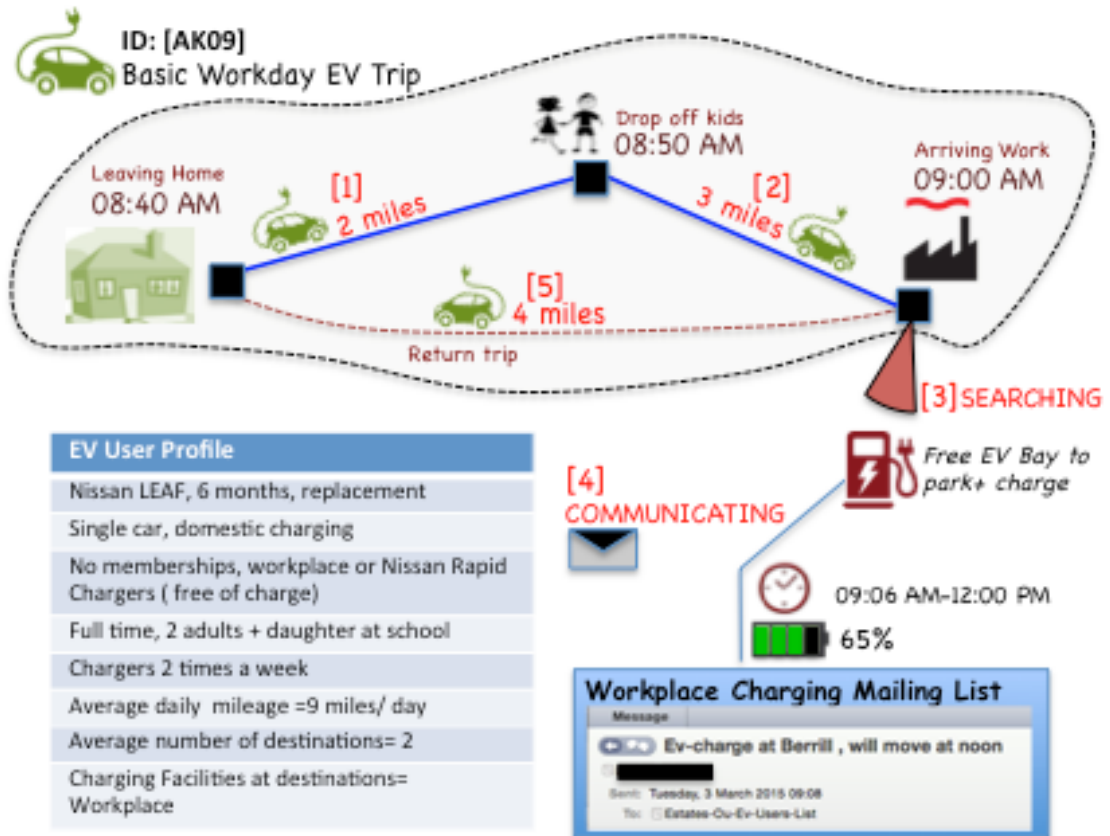 ID: [AK09]
Basic Workday EV Trip
Leaving Home
08:40 AM
[1]
2 miles
Drop off kids
08:50 AM
[2]
3 miles
Arriving Work
09:00 AM
[5]
4 miles
Return trip
[3] SEARCHING
Free EV Bay to
park+ charge
[4]
COMMUNICATING
09:06 AM-12:00 PM
65%
EV User Profile
Nissan LEAF, 6 months, replacement
Single car, domestic charging
No memberships, workplace or Nissan Rapid
Chargers ( free of charge)
Full time, 2 adults + daughter at school
Chargers 2 times a week
Average daily mileage =9 miles/ day
Average number of destinations= 2
Charging Facilities at destinations=
Workplace
Workplace Charging Mailing List
Message
Ev-charge at Berrill , will move at noon
Sent: Tuesday, 3 March 2015 09:08
To: Estates-Ou-Ev-Users-List